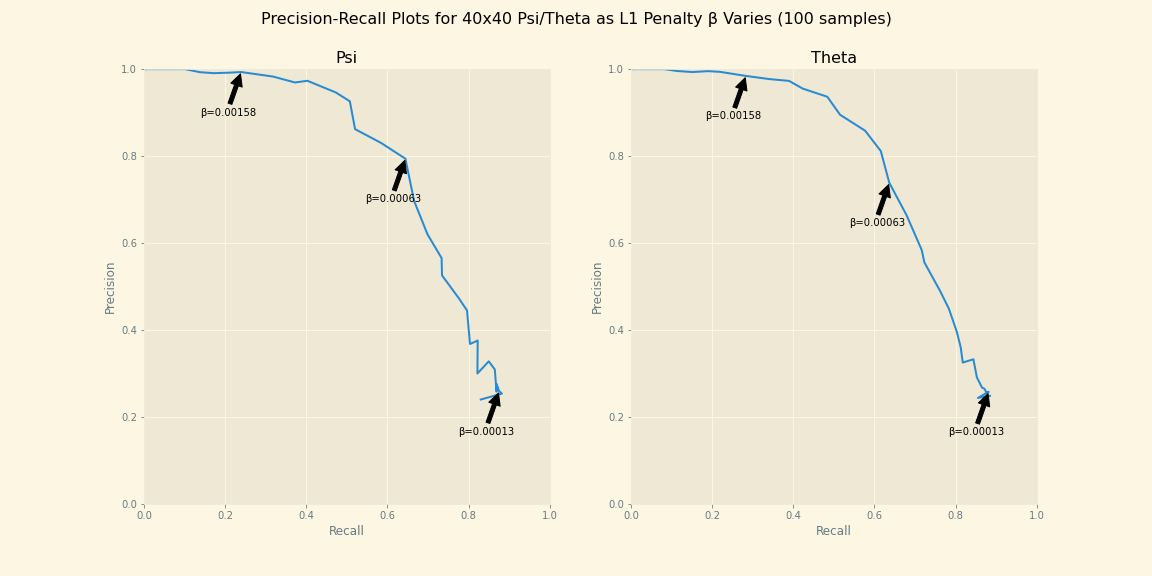 Precision-Recall Plots for 40x40 Psi/Theta as L1 Penalty β Varies (100 samples)
Psi
1.0
0.8
0.6
0.4
0.2
0.0
Precision
β=0.00158
β=0.00063
β=0.00013
0.0 0.2 0.4 0.6 0.8 1.0
Recall
Theta
1.0
0.8
0.6
0.4
0.2
0.0
Precision
β=0.00158
β=0.00063
β=0.00013
0.0 0.2 0.4 0.6 0.8 1.0
Recall